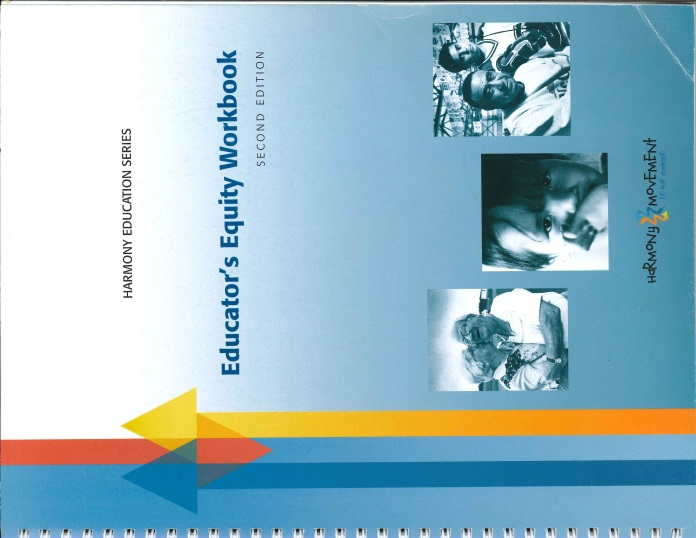 HARMONY EDUCATION SERIES
Educator's Equity Workbook
SECOND EDITION
HARMONY MOVEMENT